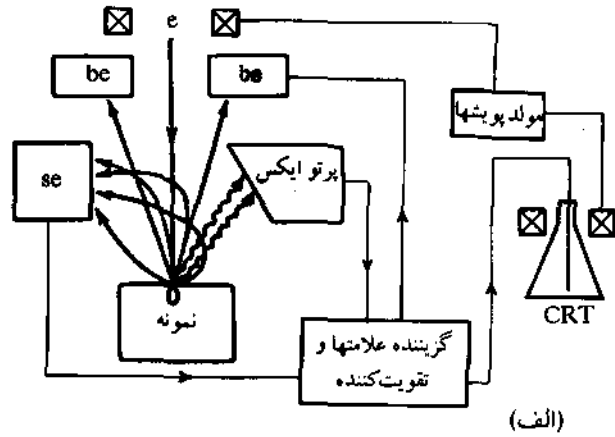 e
be
be
مولد پویشها
se
پرتو ایکس
نمونه
CRT
گزیننده علامتها و
تقویت‌کننده
(الف)